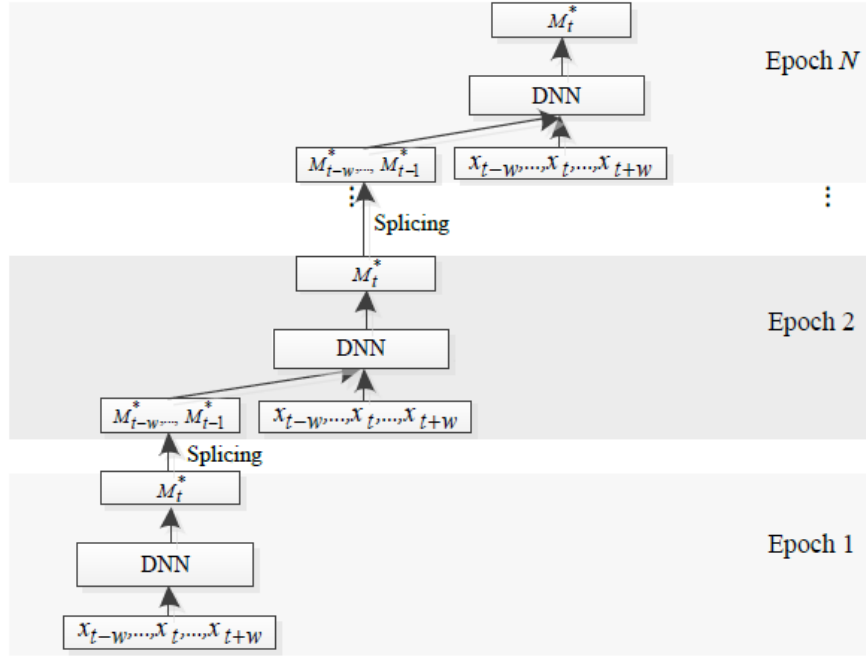 M*t
Epoch N
DNN
M*t−w,..., M*t−1
xt−w,...,xt,...,xt+w
⋮ ⋮
Splicing
M*t
Epoch 2
DNN
M*t−w,..., M*t−1
xt−w,...,xt,...,xt+w
Splicing
M*t
Epoch 1
DNN
xt−w,...,xt,...,xt+w